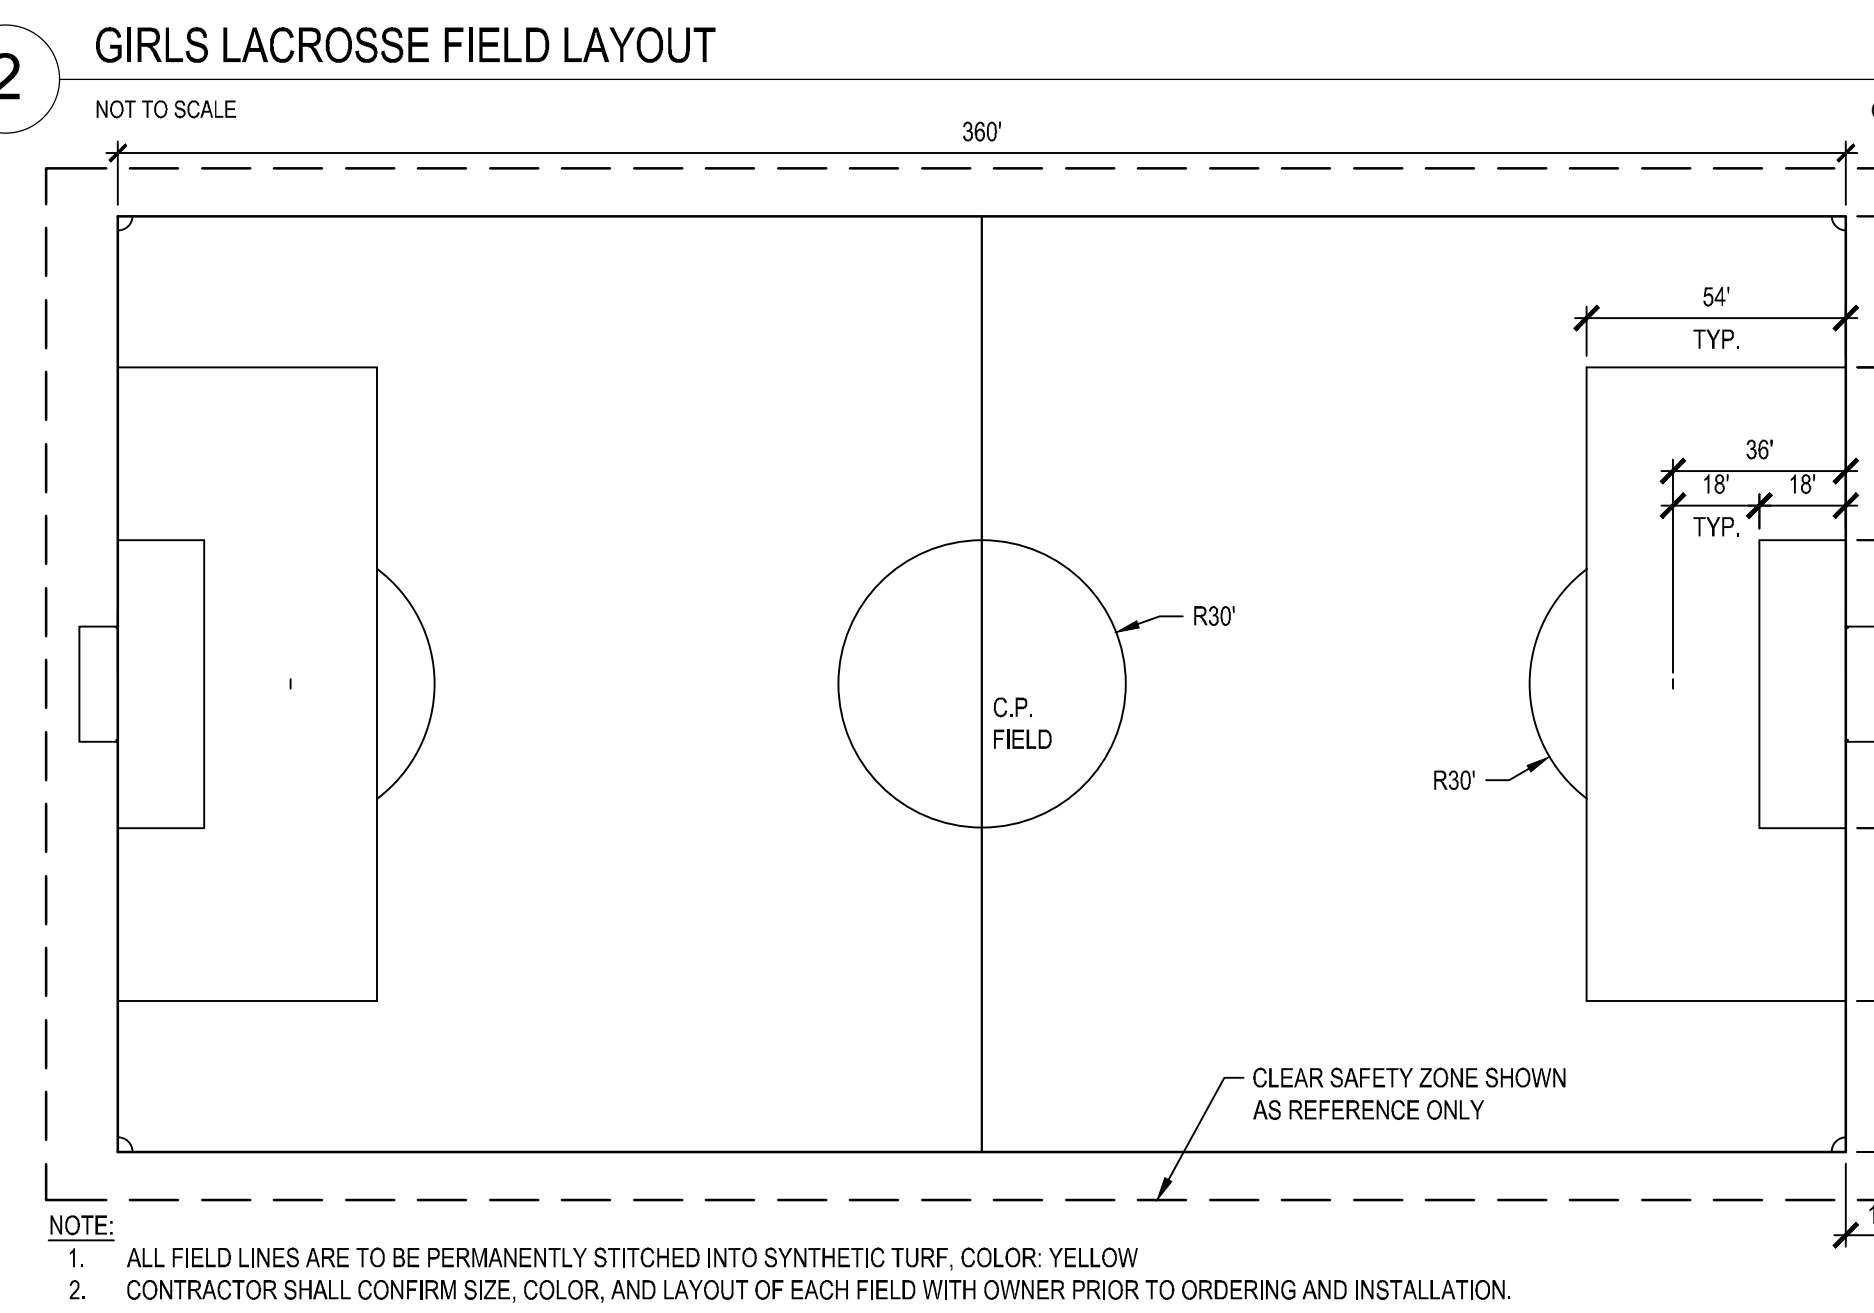 2
GIRLS LACROSSE FIELD LAYOUT
NOT TO SCALE
360'
54'
TYP.
36'
18' 18'
TYP.
R30'
C.P.
FIELD
R30'
CLEAR SAFETY ZONE SHOWN
AS REFERENCE ONLY
NOTE:
1. ALL FIELD LINES ARE TO BE PERMANENTLY STITCHED INTO SYNTHETIC TURF, COLOR: YELLOW
2. CONTRACTOR SHALL CONFIRM SIZE, COLOR, AND LAYOUT OF EACH FIELD WITH OWNER PRIOR TO ORDERING AND INSTALLATION.